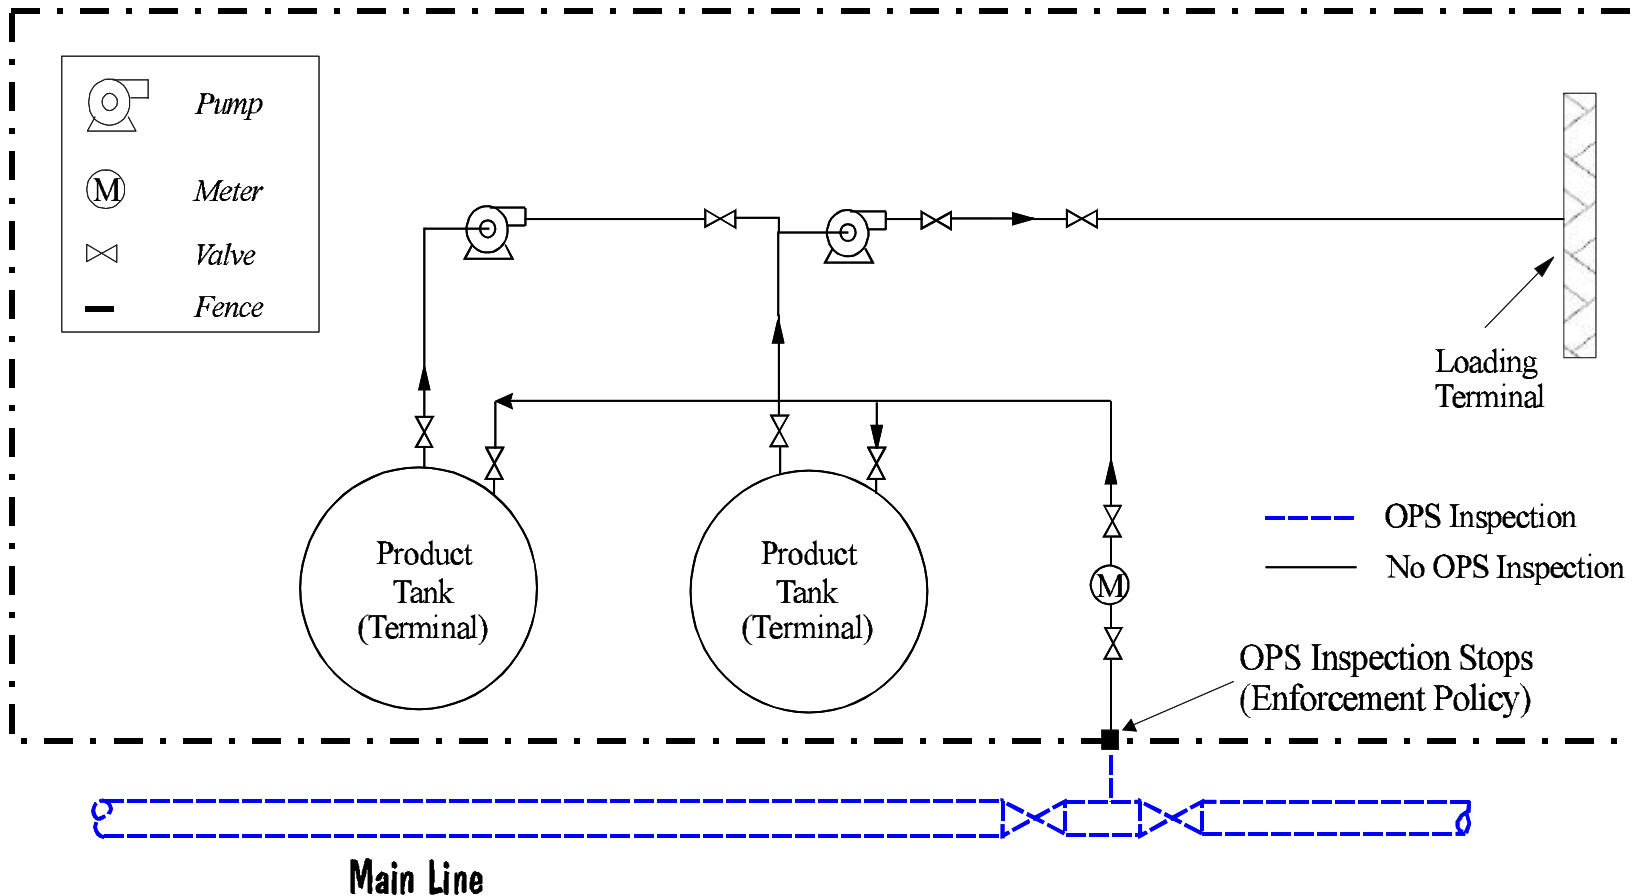 Pump
M
Meter
Valve
Fence
Loading
Terminal
Product
Tank
(Terminal)
Product
Tank
(Terminal)
M
OPS Inspection
No OPS Inspection
OPS Inspection Stops
(Enforcement Policy)
Main Line